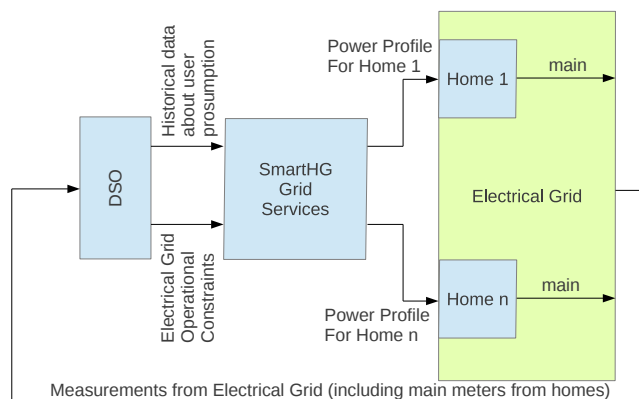 Historical data
about user
prosumption
DSO
Electrical Grid
Operational
Constraints
SmartHG
Grid
Services
Power Profile
For Home 1
Power Profile
For Home n
Home 1
main
Electrical Grid
Home n
main
Measurements from Electrical Grid (including main meters from homes)